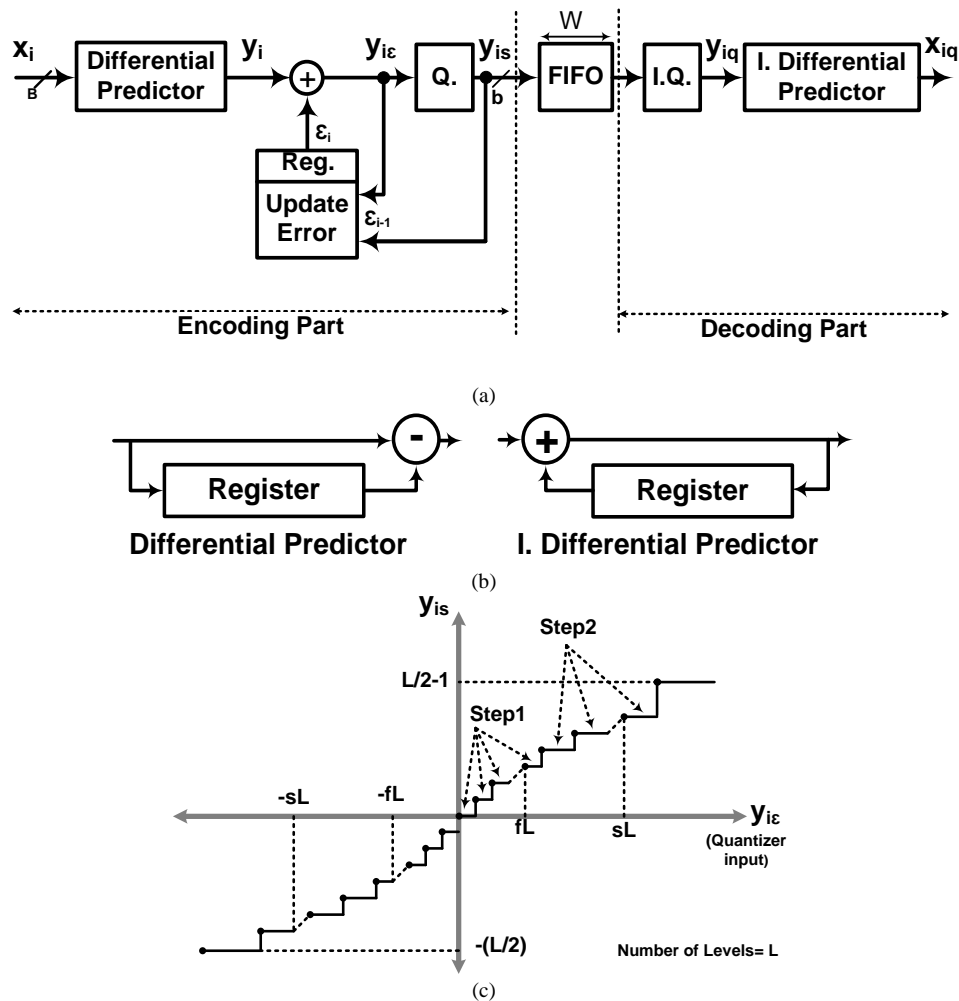 xᵢ
B
Differential
Predictor
yᵢ
+
yᵢε
Q.
yᵢs
b
W
FIFO
I.Q.
yᵢq
I. Differential
Predictor
xᵢq
εᵢ
Reg.
Update
Error
εᵢ₋₁
Encoding Part
Decoding Part
(a)
-
Register
Differential Predictor
+
Register
I. Differential Predictor
(b)
yᵢs
Step2
L/2-1
Step1
-sL
-fL
fL
sL
yᵢε
(Quantizer
input)
-(L/2)
Number of Levels= L
(c)